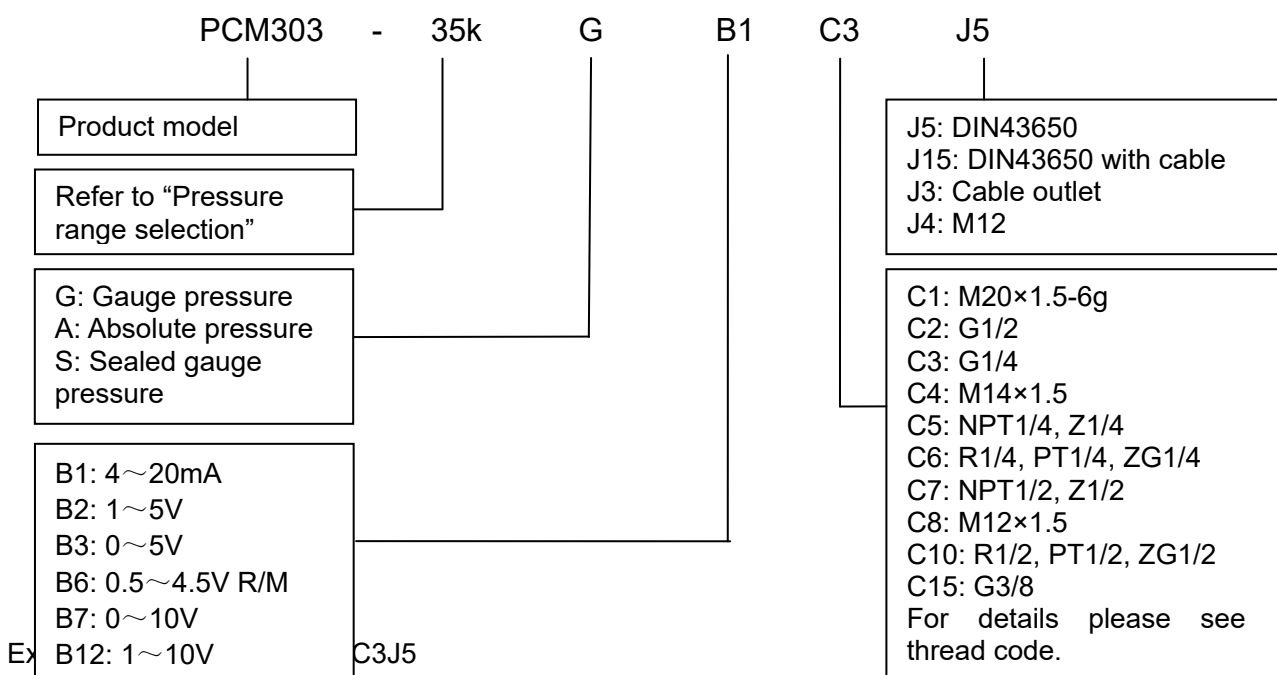 PCM303 - 35k G B1 C3 J5
Product model
Refer to “Pressure
range selection”
G: Gauge pressure
A: Absolute pressure
S: Sealed gauge
pressure
B1: 4～20mA
B2: 1～5V
B3: 0～5V
B6: 0.5～4.5V R/M
B7: 0～10V
B12: 1～10V
J5: DIN43650
J15: DIN43650 with cable
J3: Cable outlet
J4: M12
C1: M20×1.5-6g
C2: G1/2
C3: G1/4
C4: M14×1.5
C5: NPT1/4, Z1/4
C6: R1/4, PT1/4, ZG1/4
C7: NPT1/2, Z1/2
C8: M12×1.5
C10: R1/2, PT1/2, ZG1/2
C15: G3/8
For details please see
thread code.
C3J5